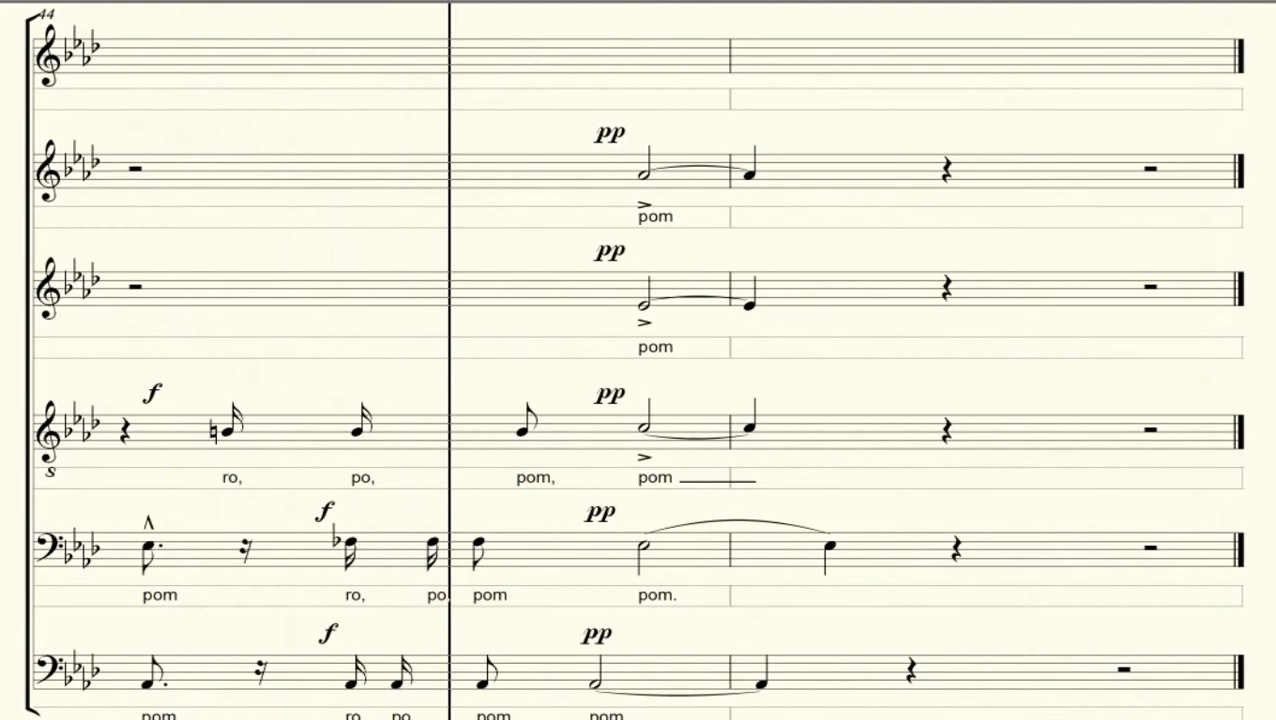 44
pp
pom
pp
pom
f pp
8
ro, po, pom, pom
f pp
pom ro, po pom pom.
f pp
pom ro po pom pom